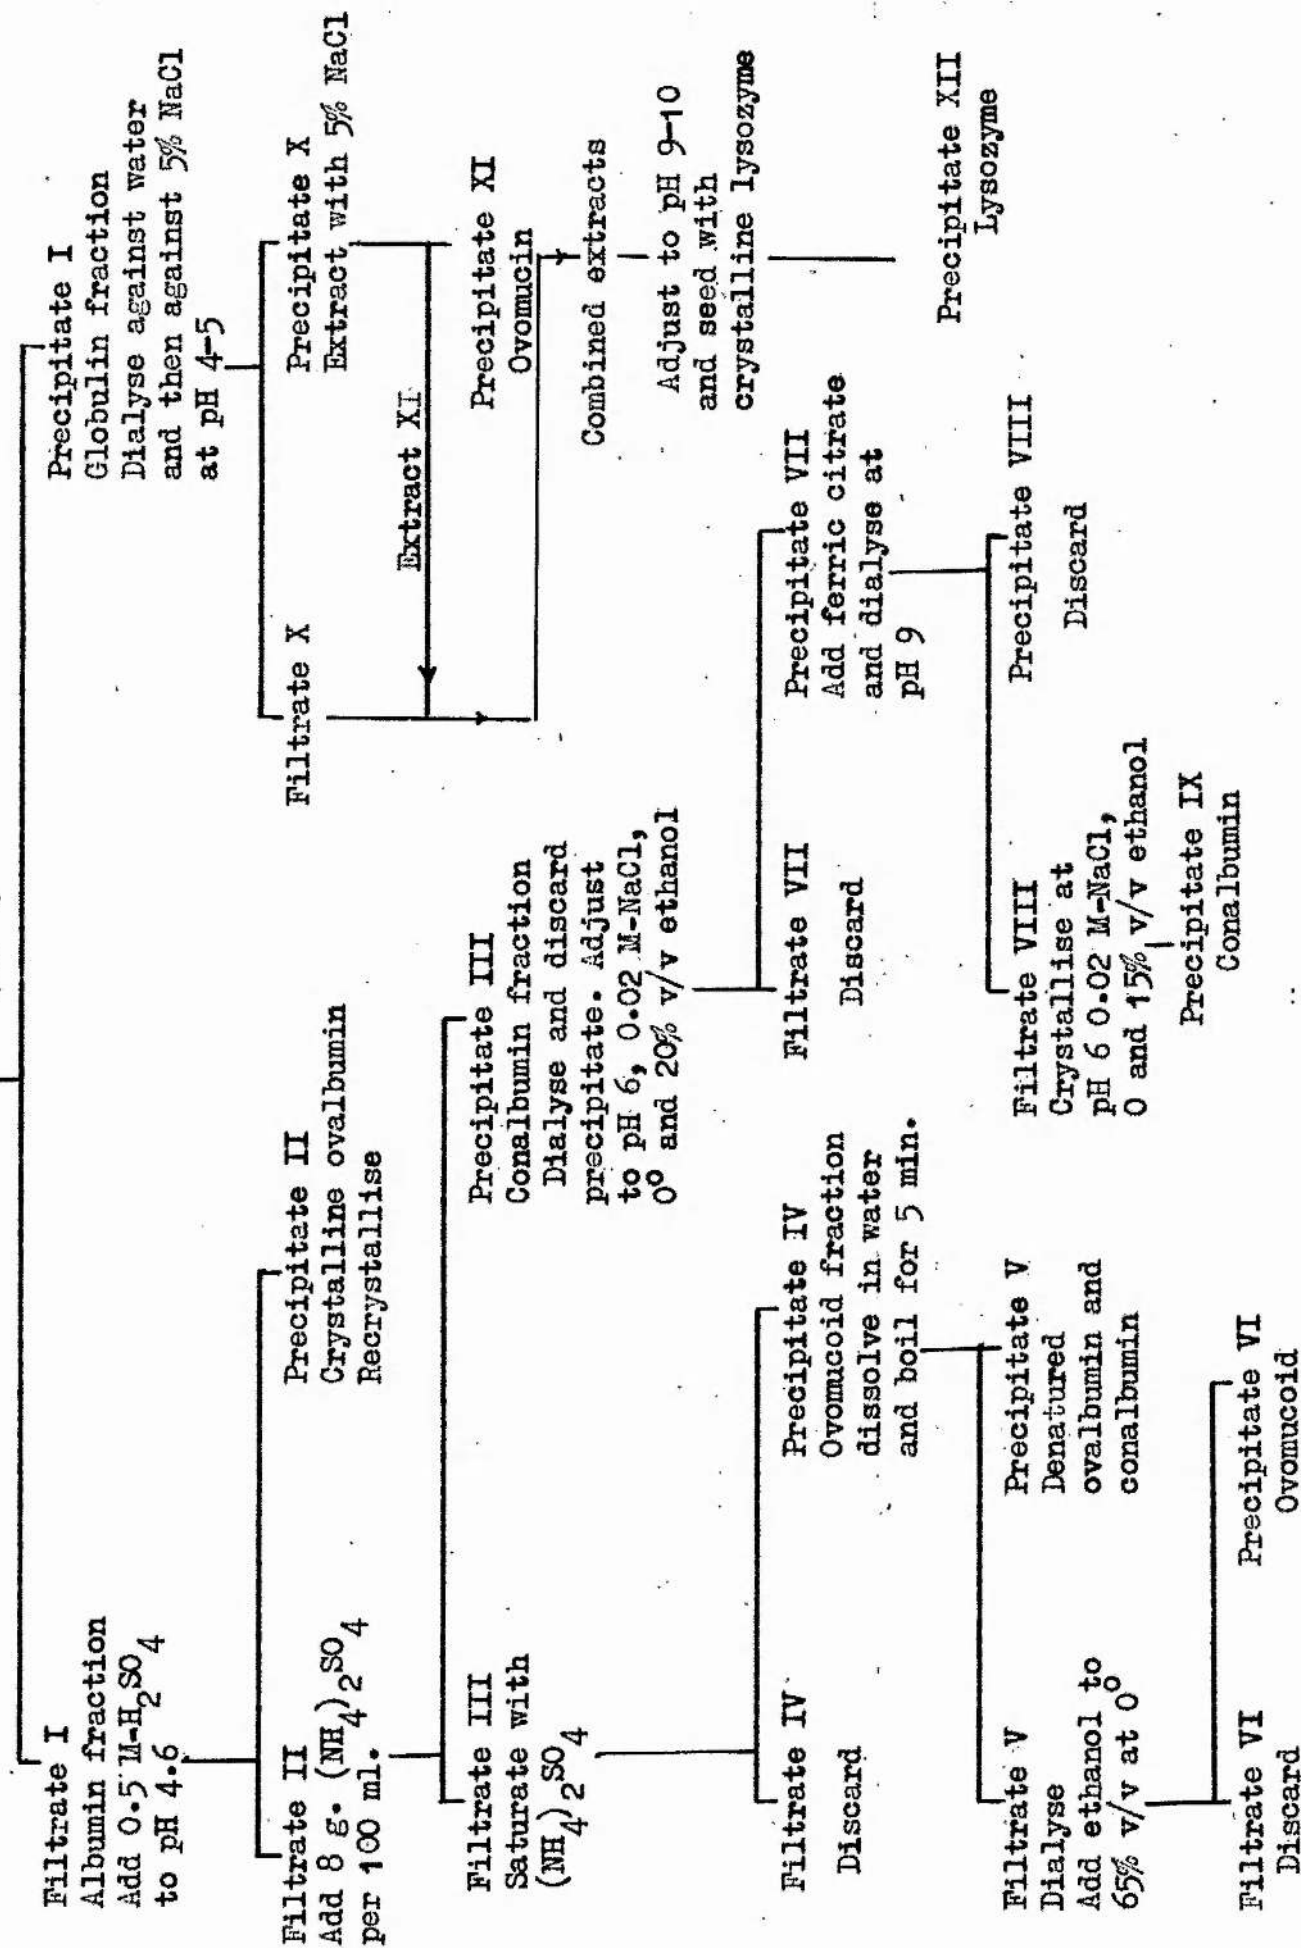 Filtrate I
Albumin fraction
Add 0.5 M-H2SO4
to pH 4.6
Precipitate I
Globulin fraction
Dialyse against water
and then against 5% NaCl
at pH 4-5
Filtrate II
Add 8 g. (NH4)2SO4
per 100 ml.
Precipitate II
Crystalline ovalbumin
Recrystallise
Filtrate X
Precipitate X
Extract with 5% NaCl
Extract XI
Filtrate III
Saturate with
(NH4)2SO4
Precipitate III
Conalbumin fraction
Dialyse and discard
precipitate. Adjust
to pH 6, 0.02 M-NaCl,
0° and 20% v/v ethanol
Precipitate XI
Ovomucin
Combined extracts
Adjust to pH 9-10
and seed with
crystalline lysozyme
Filtrate IV
Discard
Precipitate IV
Ovomucoid fraction
dissolve in water
and boil for 5 min.
Filtrate VII
Discard
Precipitate VII
Add ferric citrate
and dialyse at
pH 9
Precipitate XII
Lysozyme
Filtrate V
Dialyse
Add ethanol to
65% v/v at 0°
Precipitate V
Denatured
ovalbumin and
conalbumin
Filtrate VIII
Crystallise at
pH 6 0.02 M-NaCl,
0 and 15% v/v ethanol
Precipitate VIII
Discard
Precipitate IX
Conalbumin
Filtrate VI
Discard
Precipitate VI
Ovomucoid